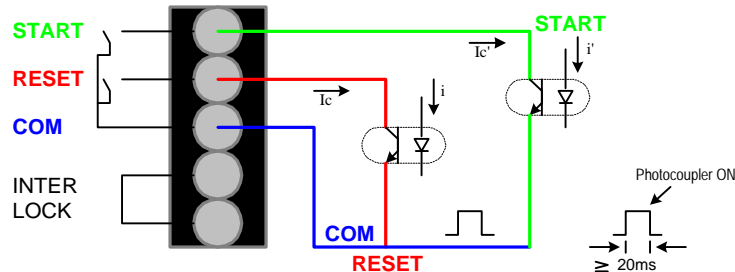 START
RESET
COM
INTER
LOCK
START
Ic'
i'
Ic
i
COM
RESET
Photocoupler ON
≥ 20ms